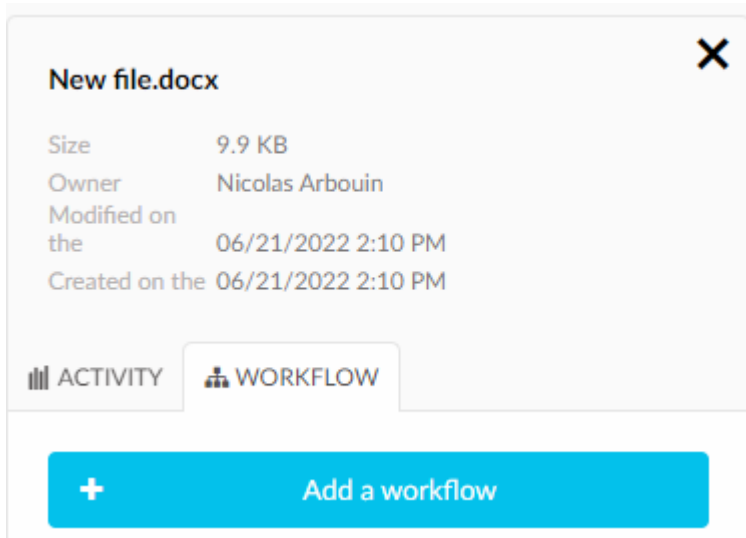 New file.docx
Size 9.9 KB
Owner Nicolas Arbouin
Modified on
the 06/21/2022 2:10 PM
Created on the 06/21/2022 2:10 PM
ACTIVITY WORKFLOW
Add a workflow